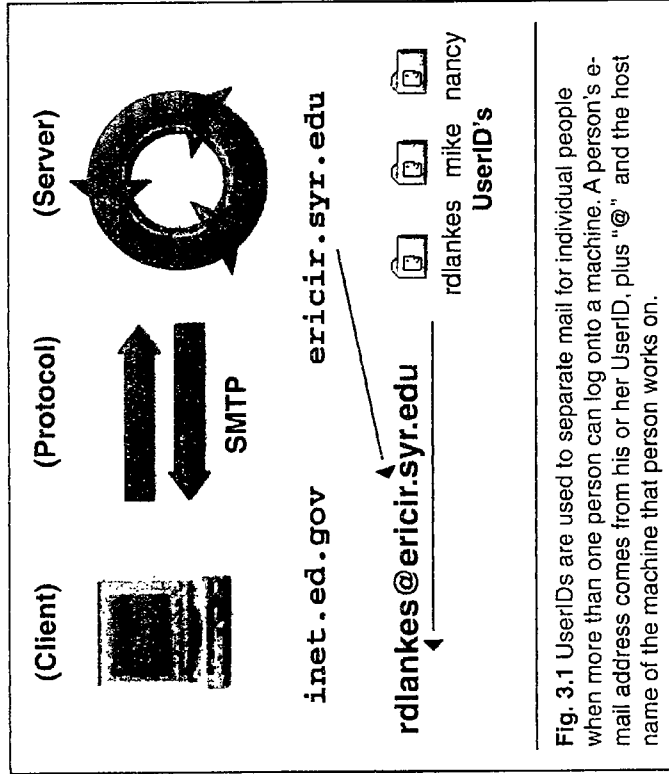 (Client) (Protocol) (Server)
SMTP
inet.ed.gov ericir.syr.edu
rdlankes@ericir.syr.edu
rdlankes mike nancy
UserID's
Fig. 3.1 UserIDs are used to separate mail for individual people
when more than one person can log onto a machine. A person's e-
mail address comes from his or her UserID, plus "@" and the host
name of the machine that person works on.